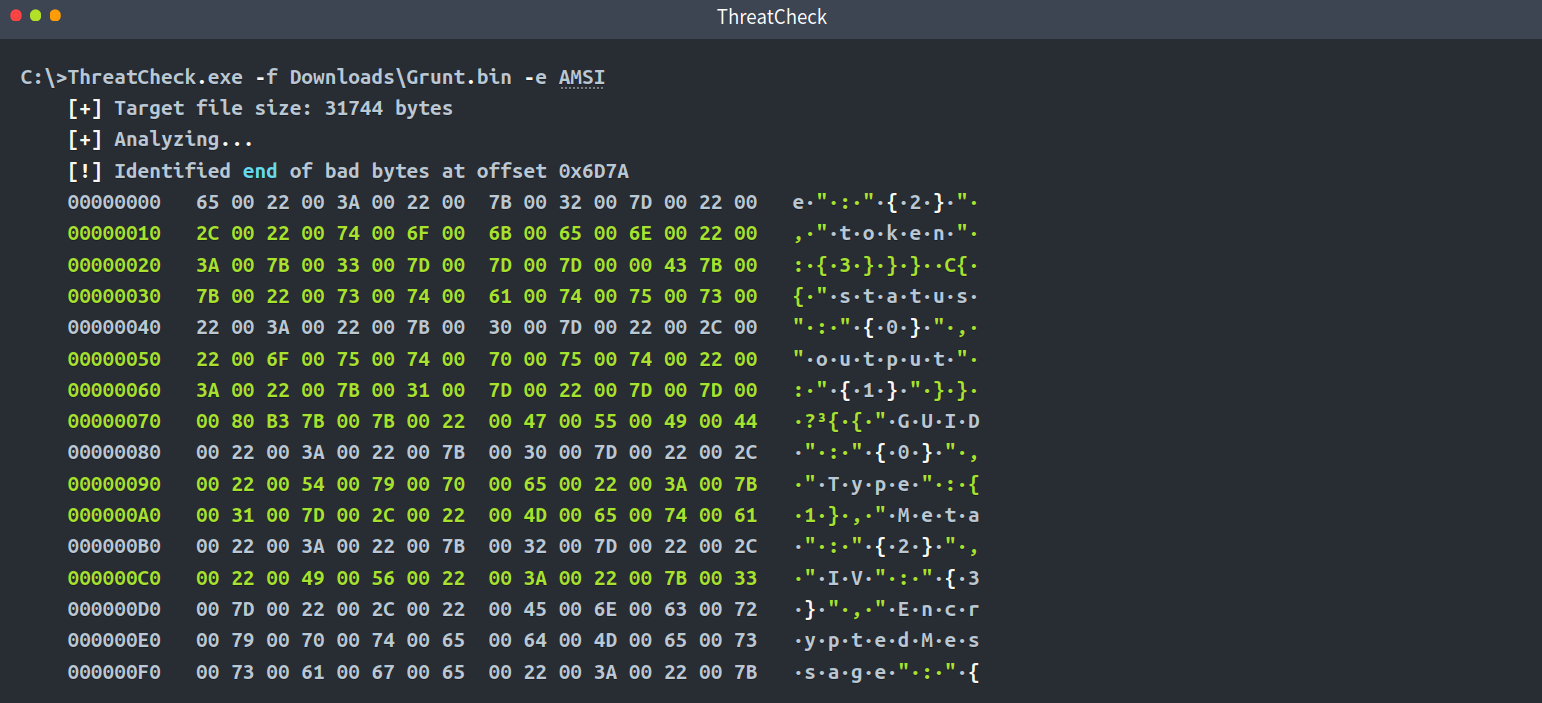 ThreatCheck
C:\>ThreatCheck.exe -f Downloads\Grunt.bin -e AMSI
[+] Target file size: 31744 bytes
[+] Analyzing...
[!] Identified end of bad bytes at offset 0x6D7A
00000000 65 00 22 00 3A 00 22 00 7B 00 32 00 7D 00 22 00 e·"·:·"·{·2·}·"·
00000010 2C 00 22 00 74 00 6F 00 6B 00 65 00 6E 00 22 00 ,·"·t·o·k·e·n·"·
00000020 3A 00 7B 00 33 00 7D 00 7D 00 7D 00 00 43 7B 00 :·{·3·}·}·}··C{·
00000030 7B 00 22 00 73 00 74 00 61 00 74 00 75 00 73 00 {·"·s·t·a·t·u·s·
00000040 22 00 3A 00 22 00 7B 00 30 00 7D 00 22 00 2C 00 "·:·"·{·0·}·"·,·
00000050 22 00 6F 00 75 00 74 00 70 00 75 00 74 00 22 00 "·o·u·t·p·u·t·"·
00000060 3A 00 22 00 7B 00 31 00 7D 00 22 00 7D 00 7D 00 :·"·{·1·}·"·}·}·
00000070 00 80 B3 7B 00 7B 00 22 00 47 00 55 00 49 00 44 ·?³{·{·"·G·U·I·D
00000080 00 22 00 3A 00 22 00 7B 00 30 00 7D 00 22 00 2C ·"·:·"·{·0·}·"·,
00000090 00 22 00 54 00 79 00 70 00 65 00 22 00 3A 00 7B ·"·T·y·p·e·"·:·{
000000A0 00 31 00 7D 00 2C 00 22 00 4D 00 65 00 74 00 61 ·1·}·,·"·M·e·t·a
000000B0 00 22 00 3A 00 22 00 7B 00 32 00 7D 00 22 00 2C ·"·:·"·{·2·}·"·,
000000C0 00 22 00 49 00 56 00 22 00 3A 00 22 00 7B 00 33 ·"·I·V·"·:·"·{·3
000000D0 00 7D 00 22 00 2C 00 22 00 45 00 6E 00 63 00 72 ·}·"·,·"·E·n·c·r
000000E0 00 79 00 70 00 74 00 65 00 64 00 4D 00 65 00 73 ·y·p·t·e·d·M·e·s
000000F0 00 73 00 61 00 67 00 65 00 22 00 3A 00 22 00 7B ·s·a·g·e·"·:·"·{